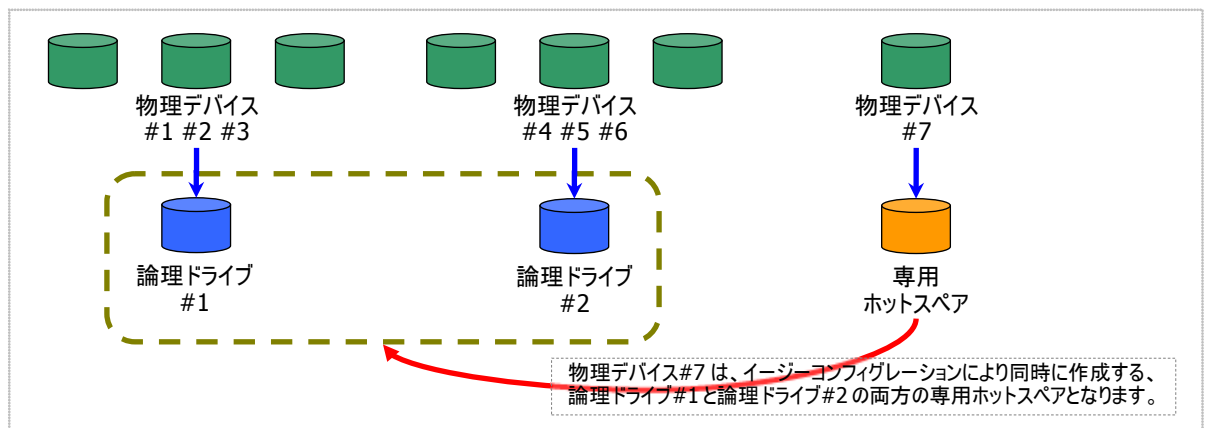 物理デバイス
#1 #2 #3
物理デバイス
#4 #5 #6
物理デバイス
#7
論理ドライブ
#1
論理ドライブ
#2
専用
ホットスペア
物理デバイス#7 は、イージーコンフィグレーションにより同時に作成する、
論理ドライブ#1 と論理ドライブ#2 の両方の専用ホットスペアとなります。